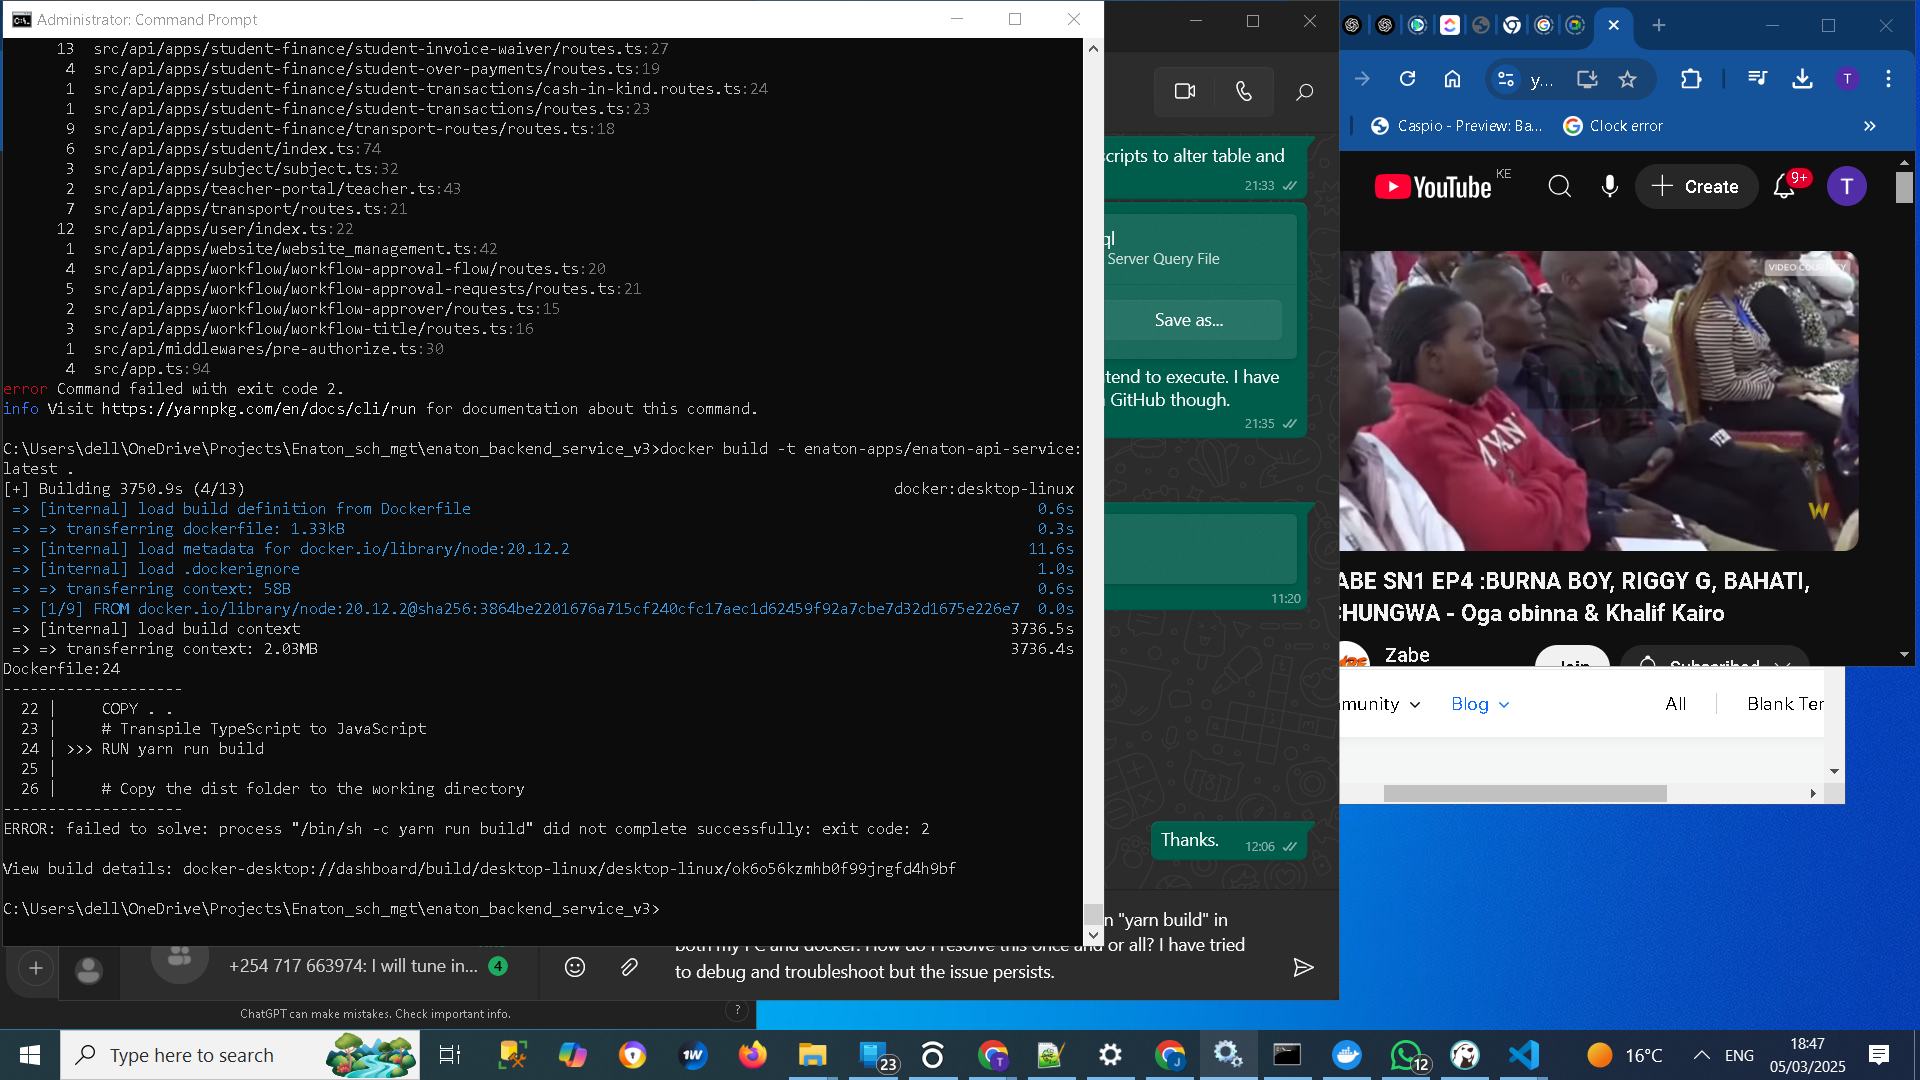 Administrator: Command Prompt
13 src/api/apps/student-finance/student-invoice-waiver/routes.ts:27
4 src/api/apps/student-finance/student-over-payments/routes.ts:19
1 src/api/apps/student-finance/student-transactions/cash-in-kind.routes.ts:24
1 src/api/apps/student-finance/student-transactions/routes.ts:23
9 src/api/apps/student-finance/transport-routes/routes.ts:18
6 src/api/apps/student/index.ts:74
3 src/api/apps/subject/subject.ts:32
2 src/api/apps/teacher-portal/teacher.ts:43
7 src/api/apps/transport/routes.ts:21
12 src/api/apps/user/index.ts:22
1 src/api/apps/website/website_management.ts:42
4 src/api/apps/workflow/workflow-approval-flow/routes.ts:20
5 src/api/apps/workflow/workflow-approval-requests/routes.ts:21
2 src/api/apps/workflow/workflow-approver/routes.ts:15
3 src/api/apps/workflow/workflow-title/routes.ts:16
1 src/api/middlewares/pre-authorize.ts:30
4 src/app.ts:94
error Command failed with exit code 2.
info Visit https://yarnpkg.com/en/docs/cli/run for documentation about this command.
C:\Users\dell\OneDrive\Projects\Enaton_sch_mgt\enaton_backend_service_v3>docker build -t enaton-apps/enaton-api-service:
latest .
[+] Building 3750.9s (4/13) docker:desktop-linux
=> [internal] load build definition from Dockerfile 0.6s
=> => transferring dockerfile: 1.33kB 0.3s
=> [internal] load metadata for docker.io/library/node:20.12.2 11.6s
=> [internal] load .dockerignore 1.0s
=> => transferring context: 58B 0.6s
=> [1/9] FROM docker.io/library/node:20.12.2@sha256:3864be2201676a715cf240cfc17aec1d62459f92a7cbe7d32d1675e226e7 0.0s
=> [internal] load build context 3736.5s
=> => transferring context: 2.03MB 3736.4s
Dockerfile:24
--------------------
22 | COPY . .
23 | # Transpile TypeScript to JavaScript
24 | >>> RUN yarn run build
25 |
26 | # Copy the dist folder to the working directory
--------------------
ERROR: failed to solve: process "/bin/sh -c yarn run build" did not complete successfully: exit code: 2
View build details: docker-desktop://dashboard/build/desktop-linux/desktop-linux/ok6o56kzmhb0f99jrgfd4h9bf
C:\Users\dell\OneDrive\Projects\Enaton_sch_mgt\enaton_backend_service_v3>
cripts to alter table and
21:33
ql
Server Query File
Save as...
tend to execute. I have
GitHub though.
21:35
11:20
Thanks. 12:06
n "yarn build" in
both my PC and docker. How do I resolve this once and or all? I have tried
to debug and troubleshoot but the issue persists.
+254 717 663974: I will tune in... 4
ChatGPT can make mistakes. Check important info.
?
y...
T
Caspio - Preview: Ba...
Clock error
YouTube KE
Create
9+
T
VIDEO COURTESY
W
ABE SN1 EP4 :BURNA BOY, RIGGY G, BAHATI,
CHUNGWA - Oga obinna & Khalif Kairo
Zabe
Join
Subscribed
munity
Blog
All
Blank Ter
Type here to search
1W
23
T
12
16°C
ENG
18:47
05/03/2025